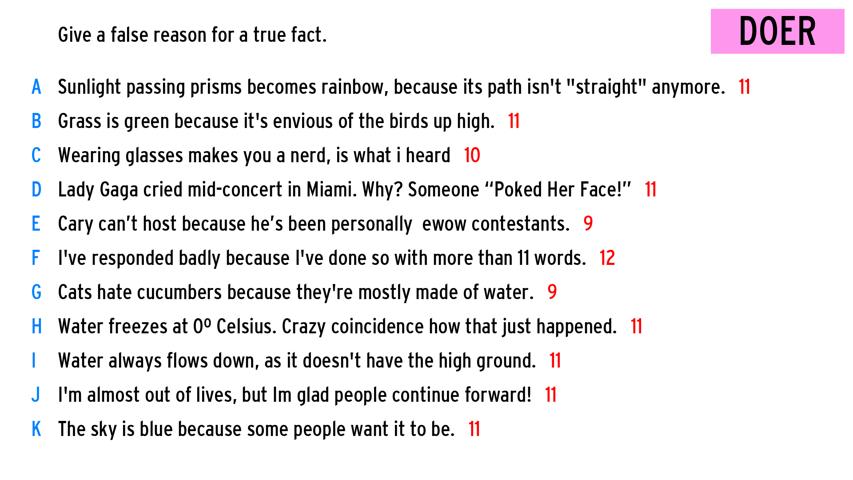 Give a false reason for a true fact.
DOER
A Sunlight passing prisms becomes rainbow, because its path isn't "straight" anymore. 11
B Grass is green because it's envious of the birds up high. 11
C Wearing glasses makes you a nerd, is what i heard 10
D Lady Gaga cried mid-concert in Miami. Why? Someone “Poked Her Face!” 11
E Cary can’t host because he’s been personally ewow contestants. 9
F I've responded badly because I've done so with more than 11 words. 12
G Cats hate cucumbers because they're mostly made of water. 9
H Water freezes at 0º Celsius. Crazy coincidence how that just happened. 11
I Water always flows down, as it doesn't have the high ground. 11
J I'm almost out of lives, but Im glad people continue forward! 11
K The sky is blue because some people want it to be. 11